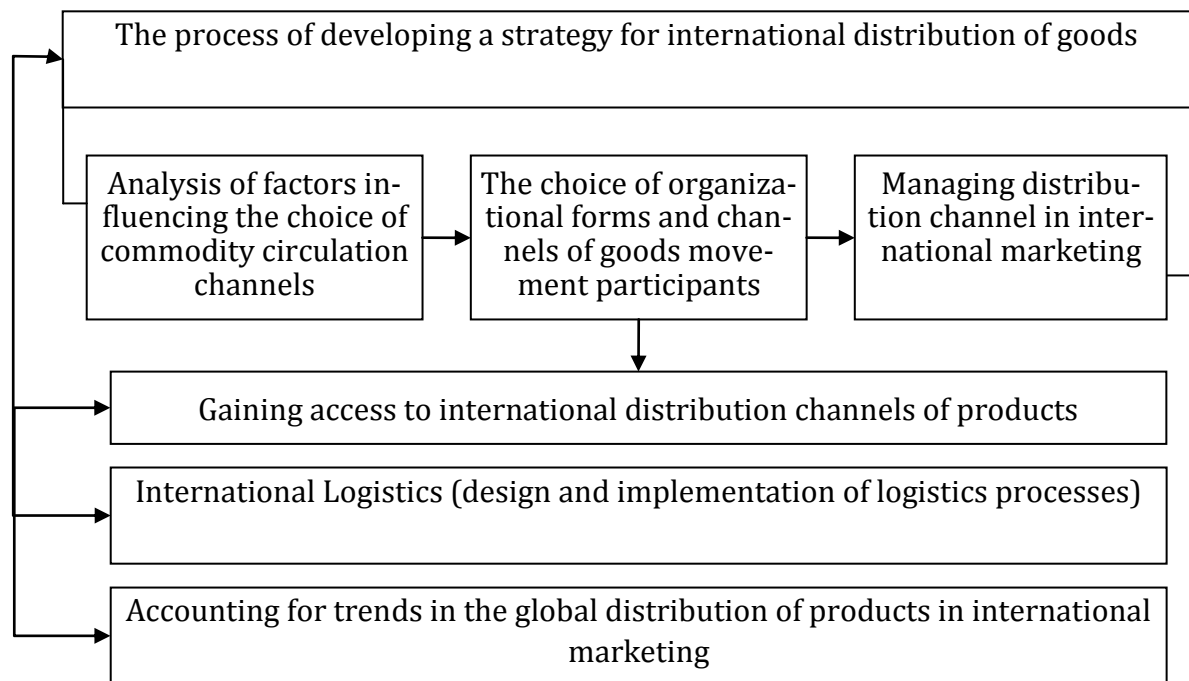 The process of developing a strategy for international distribution of goods
Analysis of factors in-
fluencing the choice of
commodity circulation
channels
The choice of organiza-
tional forms and chan-
nels of goods move-
ment participants
Managing distribu-
tion channel in inter-
national marketing
Gaining access to international distribution channels of products
International Logistics (design and implementation of logistics processes)
Accounting for trends in the global distribution of products in international
marketing